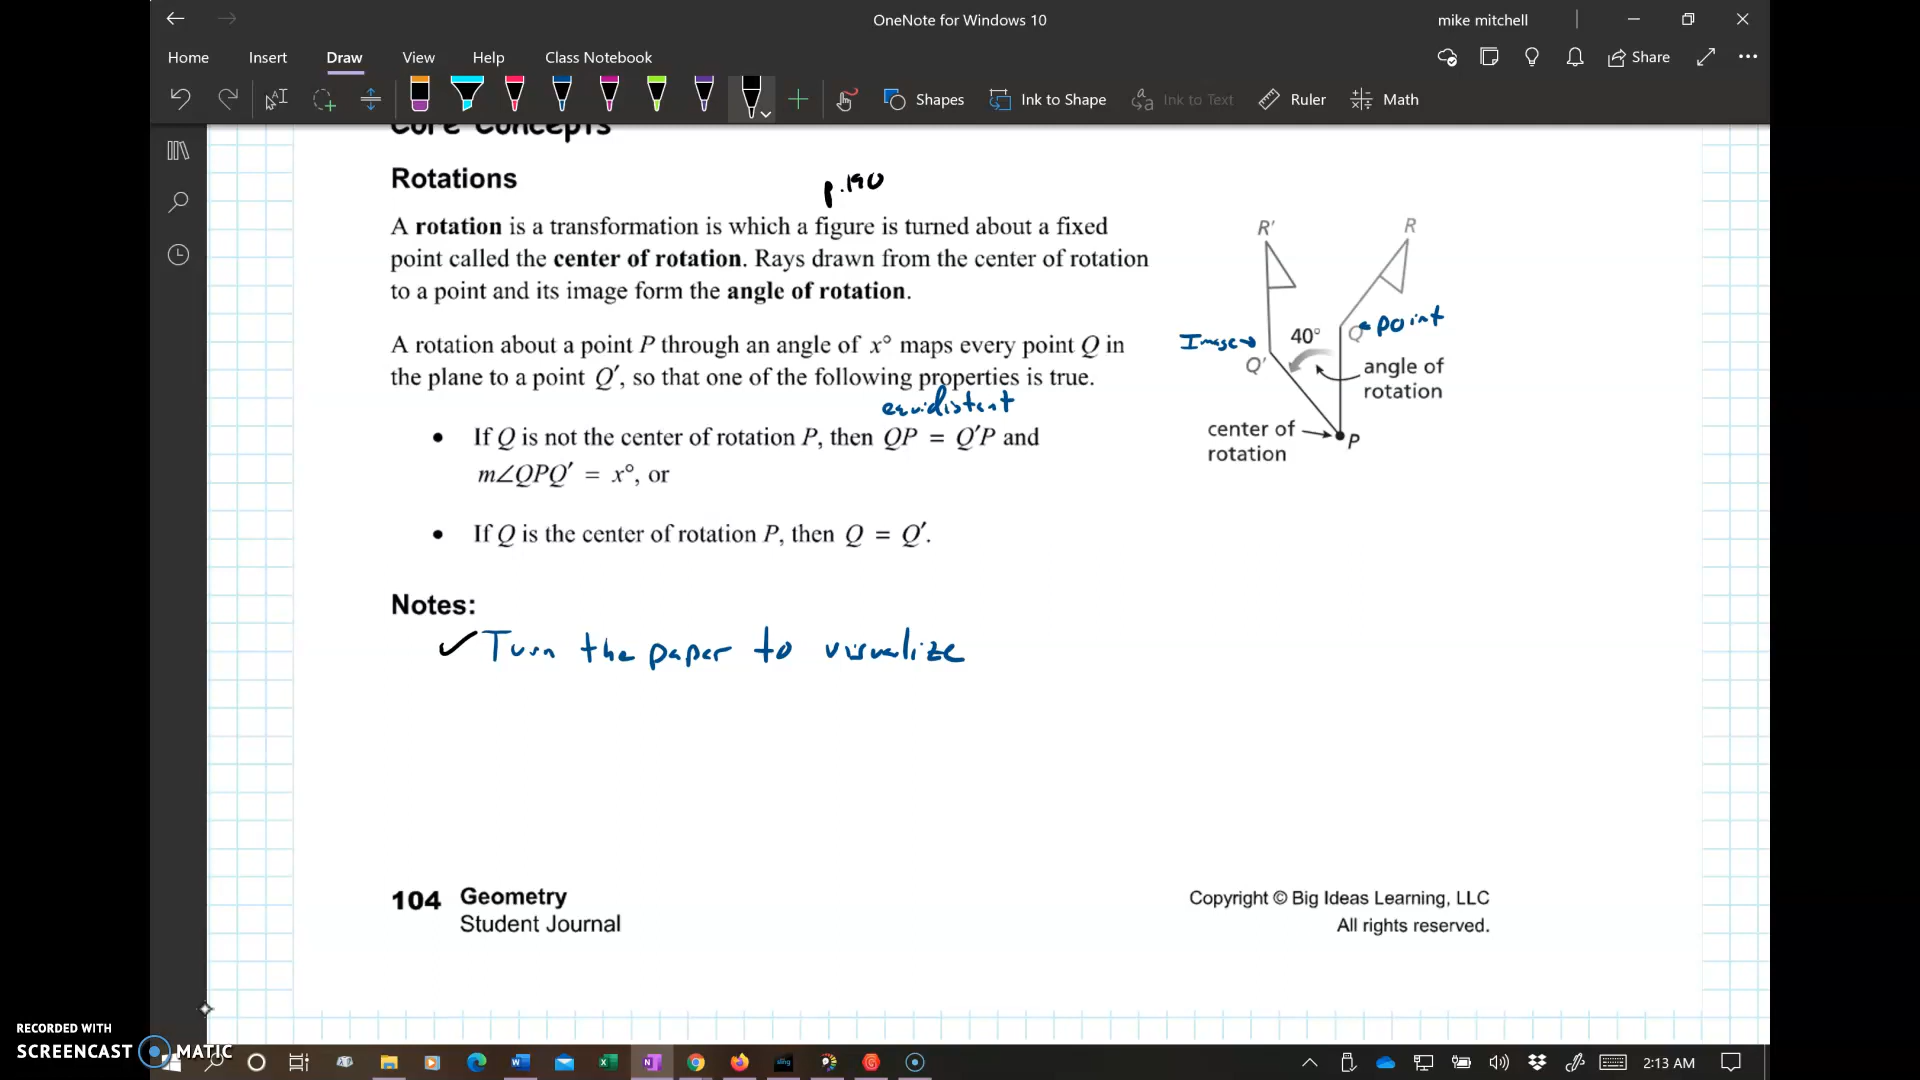 OneNote for Windows 10
mike mitchell
Home Insert Draw View Help Class Notebook
Share
Shapes Ink to Shape Ink to Text Ruler Math
Core Concepts
Rotations
p.190
A rotation is a transformation is which a figure is turned about a fixed
point called the center of rotation. Rays drawn from the center of rotation
to a point and its image form the angle of rotation.
A rotation about a point P through an angle of x° maps every point Q in
the plane to a point Q′, so that one of the following properties is true.
equidistant
• If Q is not the center of rotation P, then QP = Q′P and
m∠QPQ′ = x°, or
• If Q is the center of rotation P, then Q = Q′.
R′ R
Image 40° Q point
Q′ angle of
rotation
center of
rotation P
Notes:
✓ Turn the paper to visualize
104 Geometry
Student Journal
Copyright © Big Ideas Learning, LLC
All rights reserved.
RECORDED WITH
SCREENCAST MATIC
2:13 AM